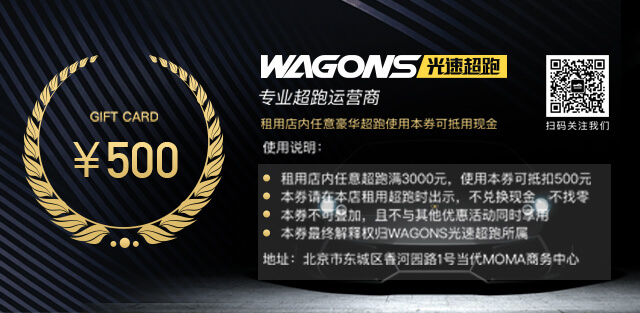 GIFT CARD
¥500
WAGONS 光速超跑
专业超跑运营商
租用店内任意豪华超跑使用本券可抵用现金
扫码关注我们
使用说明：
租用店内任意超跑满3000元，使用本券可抵扣500元
本券请在本店租用超跑时出示，不兑换现金，不找零
本券不可叠加，且不与其他优惠活动同时享用
本券最终解释权归WAGONS光速超跑所属
地址：北京市东城区香河园路1号当代MOMA商务中心